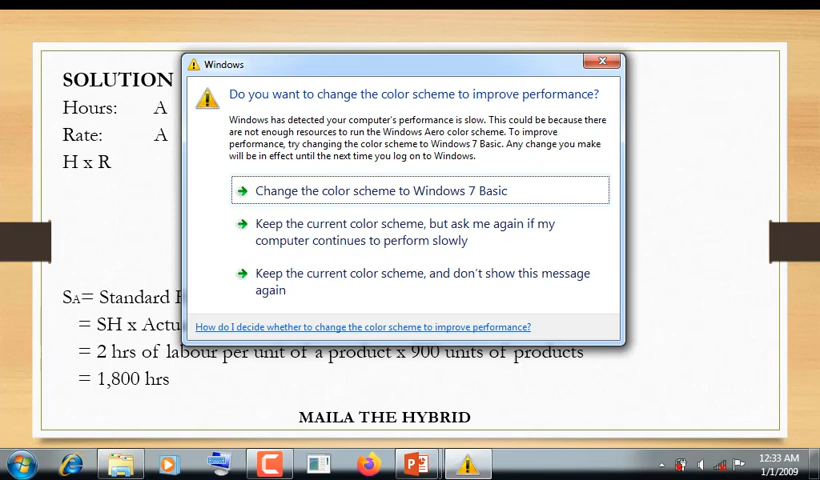 Windows
Do you want to change the color scheme to improve performance?
Windows has detected your computer's performance is slow. This could be because there
are not enough resources to run the Windows Aero color scheme. To improve
performance, try changing the color scheme to Windows 7 Basic. Any change you make
will be in effect until the next time you log on to Windows.
Change the color scheme to Windows 7 Basic
Keep the current color scheme, but ask me again if my
computer continues to perform slowly
Keep the current color scheme, and don't show this message
again
How do I decide whether to change the color scheme to improve performance?
SOLUTION
Hours: A
Rate: A
H x R
SA= Standard
= SH x Actu
= 2 hrs of labour per unit of a product x 900 units of products
= 1,800 hrs
MAILA THE HYBRID
12:33 AM
1/1/2009